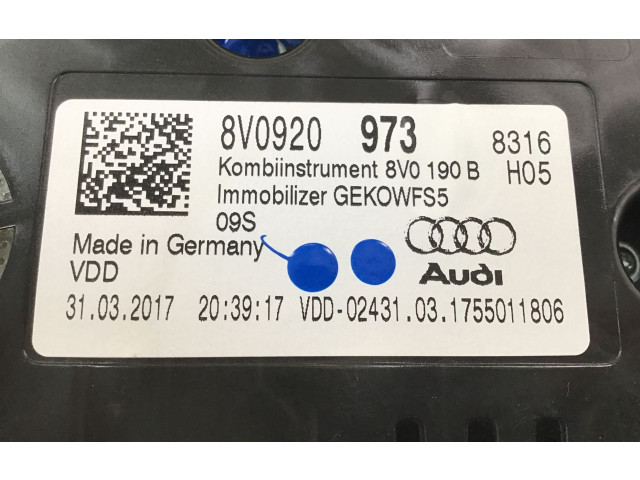 8V0920 973 8316
Kombiinstrument 8V0 190 B H05
Immobilizer GEKOWFS5
09S
Made in Germany
VDD
Audi
31.03.2017 20:39:17 VDD-02431.03.1755011806